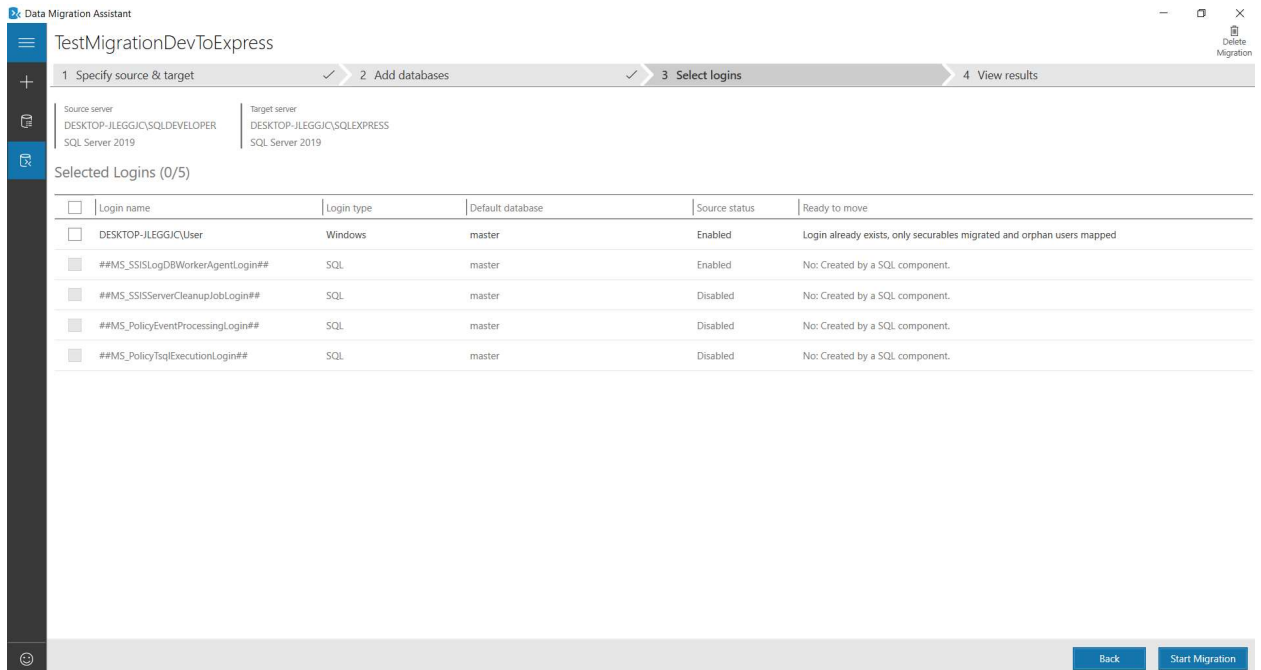 Data Migration Assistant
TestMigrationDevToExpress
Delete
Migration
1 Specify source & target 2 Add databases 3 Select logins 4 View results
Source server Target server
DESKTOP-JLEGGJC\SQLDEVELOPER DESKTOP-JLEGGJC\SQLEXPRESS
SQL Server 2019 SQL Server 2019
Selected Logins (0/5)
Login name Login type Default database Source status Ready to move
DESKTOP-JLEGGJC\User Windows master Enabled Login already exists, only securables migrated and orphan users mapped
##MS_SSISLogDBWorkerAgentLogin## SQL master Enabled No: Created by a SQL component.
##MS_SSISServerCleanupJobLogin## SQL master Disabled No: Created by a SQL component.
##MS_PolicyEventProcessingLogin## SQL master Disabled No: Created by a SQL component.
##MS_PolicyTsqlExecutionLogin## SQL master Disabled No: Created by a SQL component.
Back Start Migration